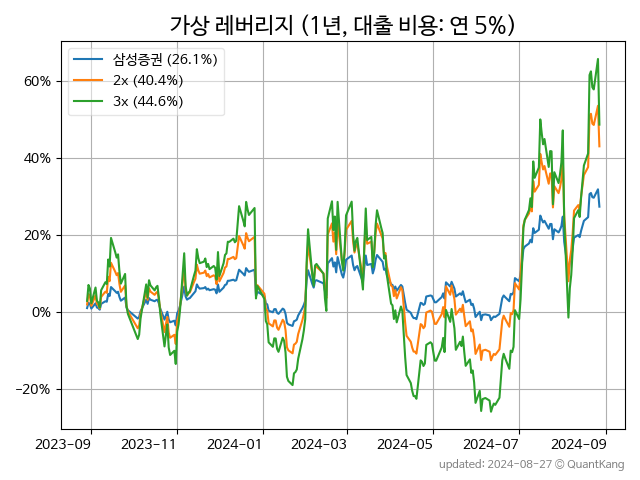 가상 레버리지 (1년, 대출 비용: 연 5%)
삼성증권 (26.1%)
2x (40.4%)
3x (44.6%)
60%
40%
20%
0%
−20%
2023-09
2023-11
2024-01
2024-03
2024-05
2024-07
2024-09
updated: 2024-08-27 © QuantKang